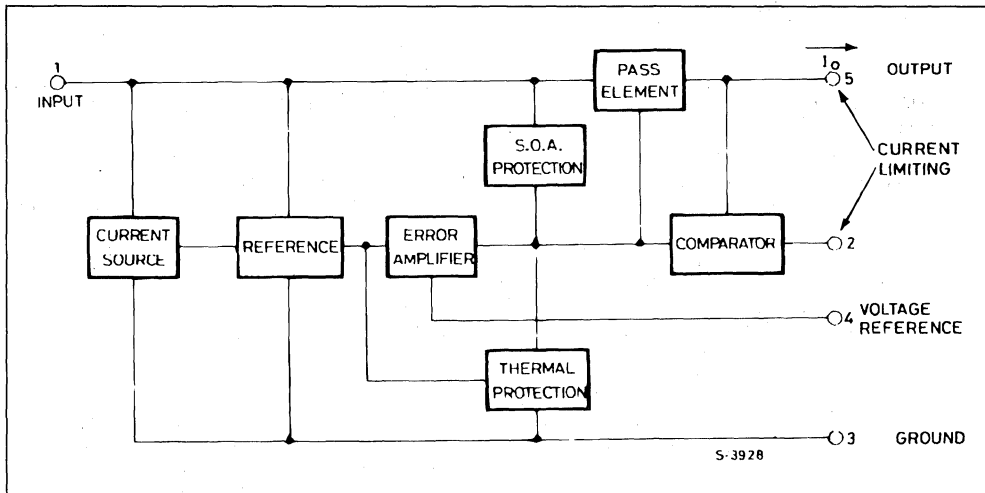 1
INPUT
PASS
ELEMENT
Io
5
OUTPUT
S.O.A.
PROTECTION
CURRENT
LIMITING
CURRENT
SOURCE
REFERENCE
ERROR
AMPLIFIER
COMPARATOR
2
4
VOLTAGE
REFERENCE
THERMAL
PROTECTION
3
GROUND
S-3928